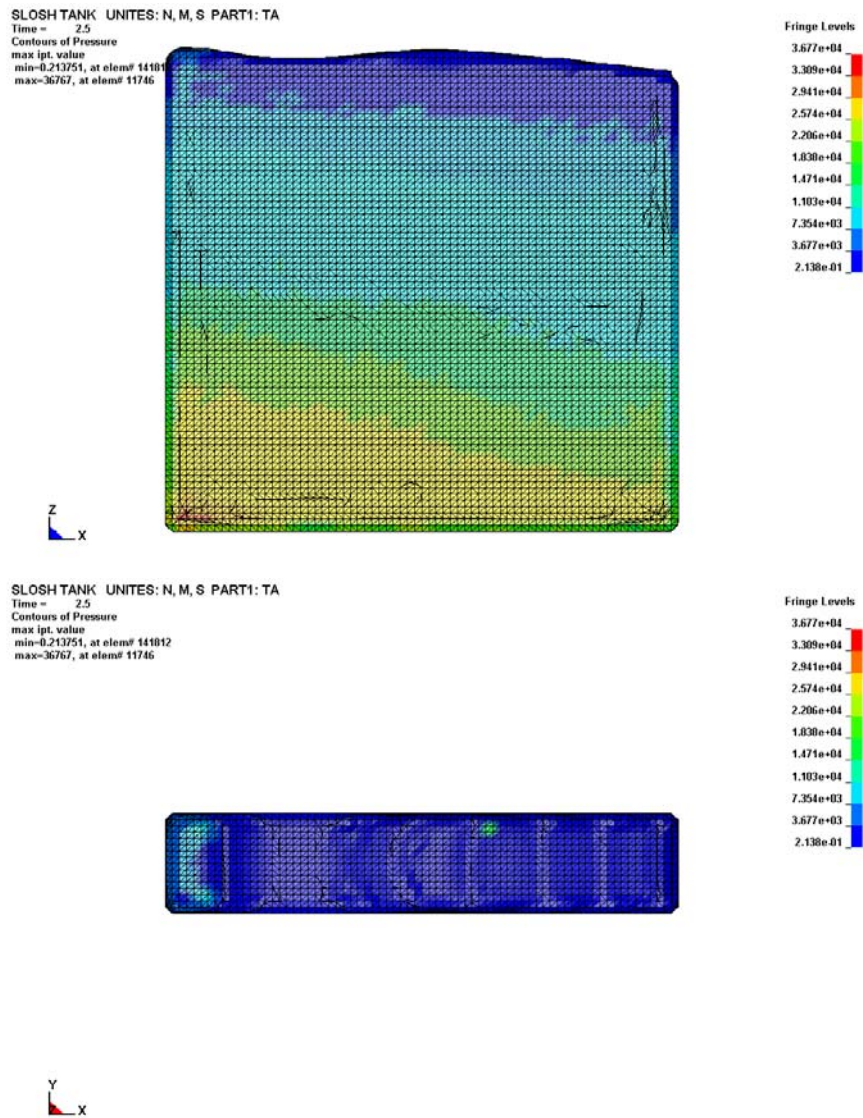 SLOSH TANK UNITES: N, M, S PART1: TA
Time = 2.5
Contours of Pressure
max ipt. value
min=0.213751, at elem# 14181
max=36767, at elem# 11746
Fringe Levels
3.677e+04
3.309e+04
2.941e+04
2.574e+04
2.206e+04
1.838e+04
1.471e+04
1.103e+04
7.354e+03
3.677e+03
2.138e-01
Z
X
SLOSH TANK UNITES: N, M, S PART1: TA
Time = 2.5
Contours of Pressure
max ipt. value
min=0.213751, at elem# 141812
max=36767, at elem# 11746
Fringe Levels
3.677e+04
3.309e+04
2.941e+04
2.574e+04
2.206e+04
1.838e+04
1.471e+04
1.103e+04
7.354e+03
3.677e+03
2.138e-01
Y
X